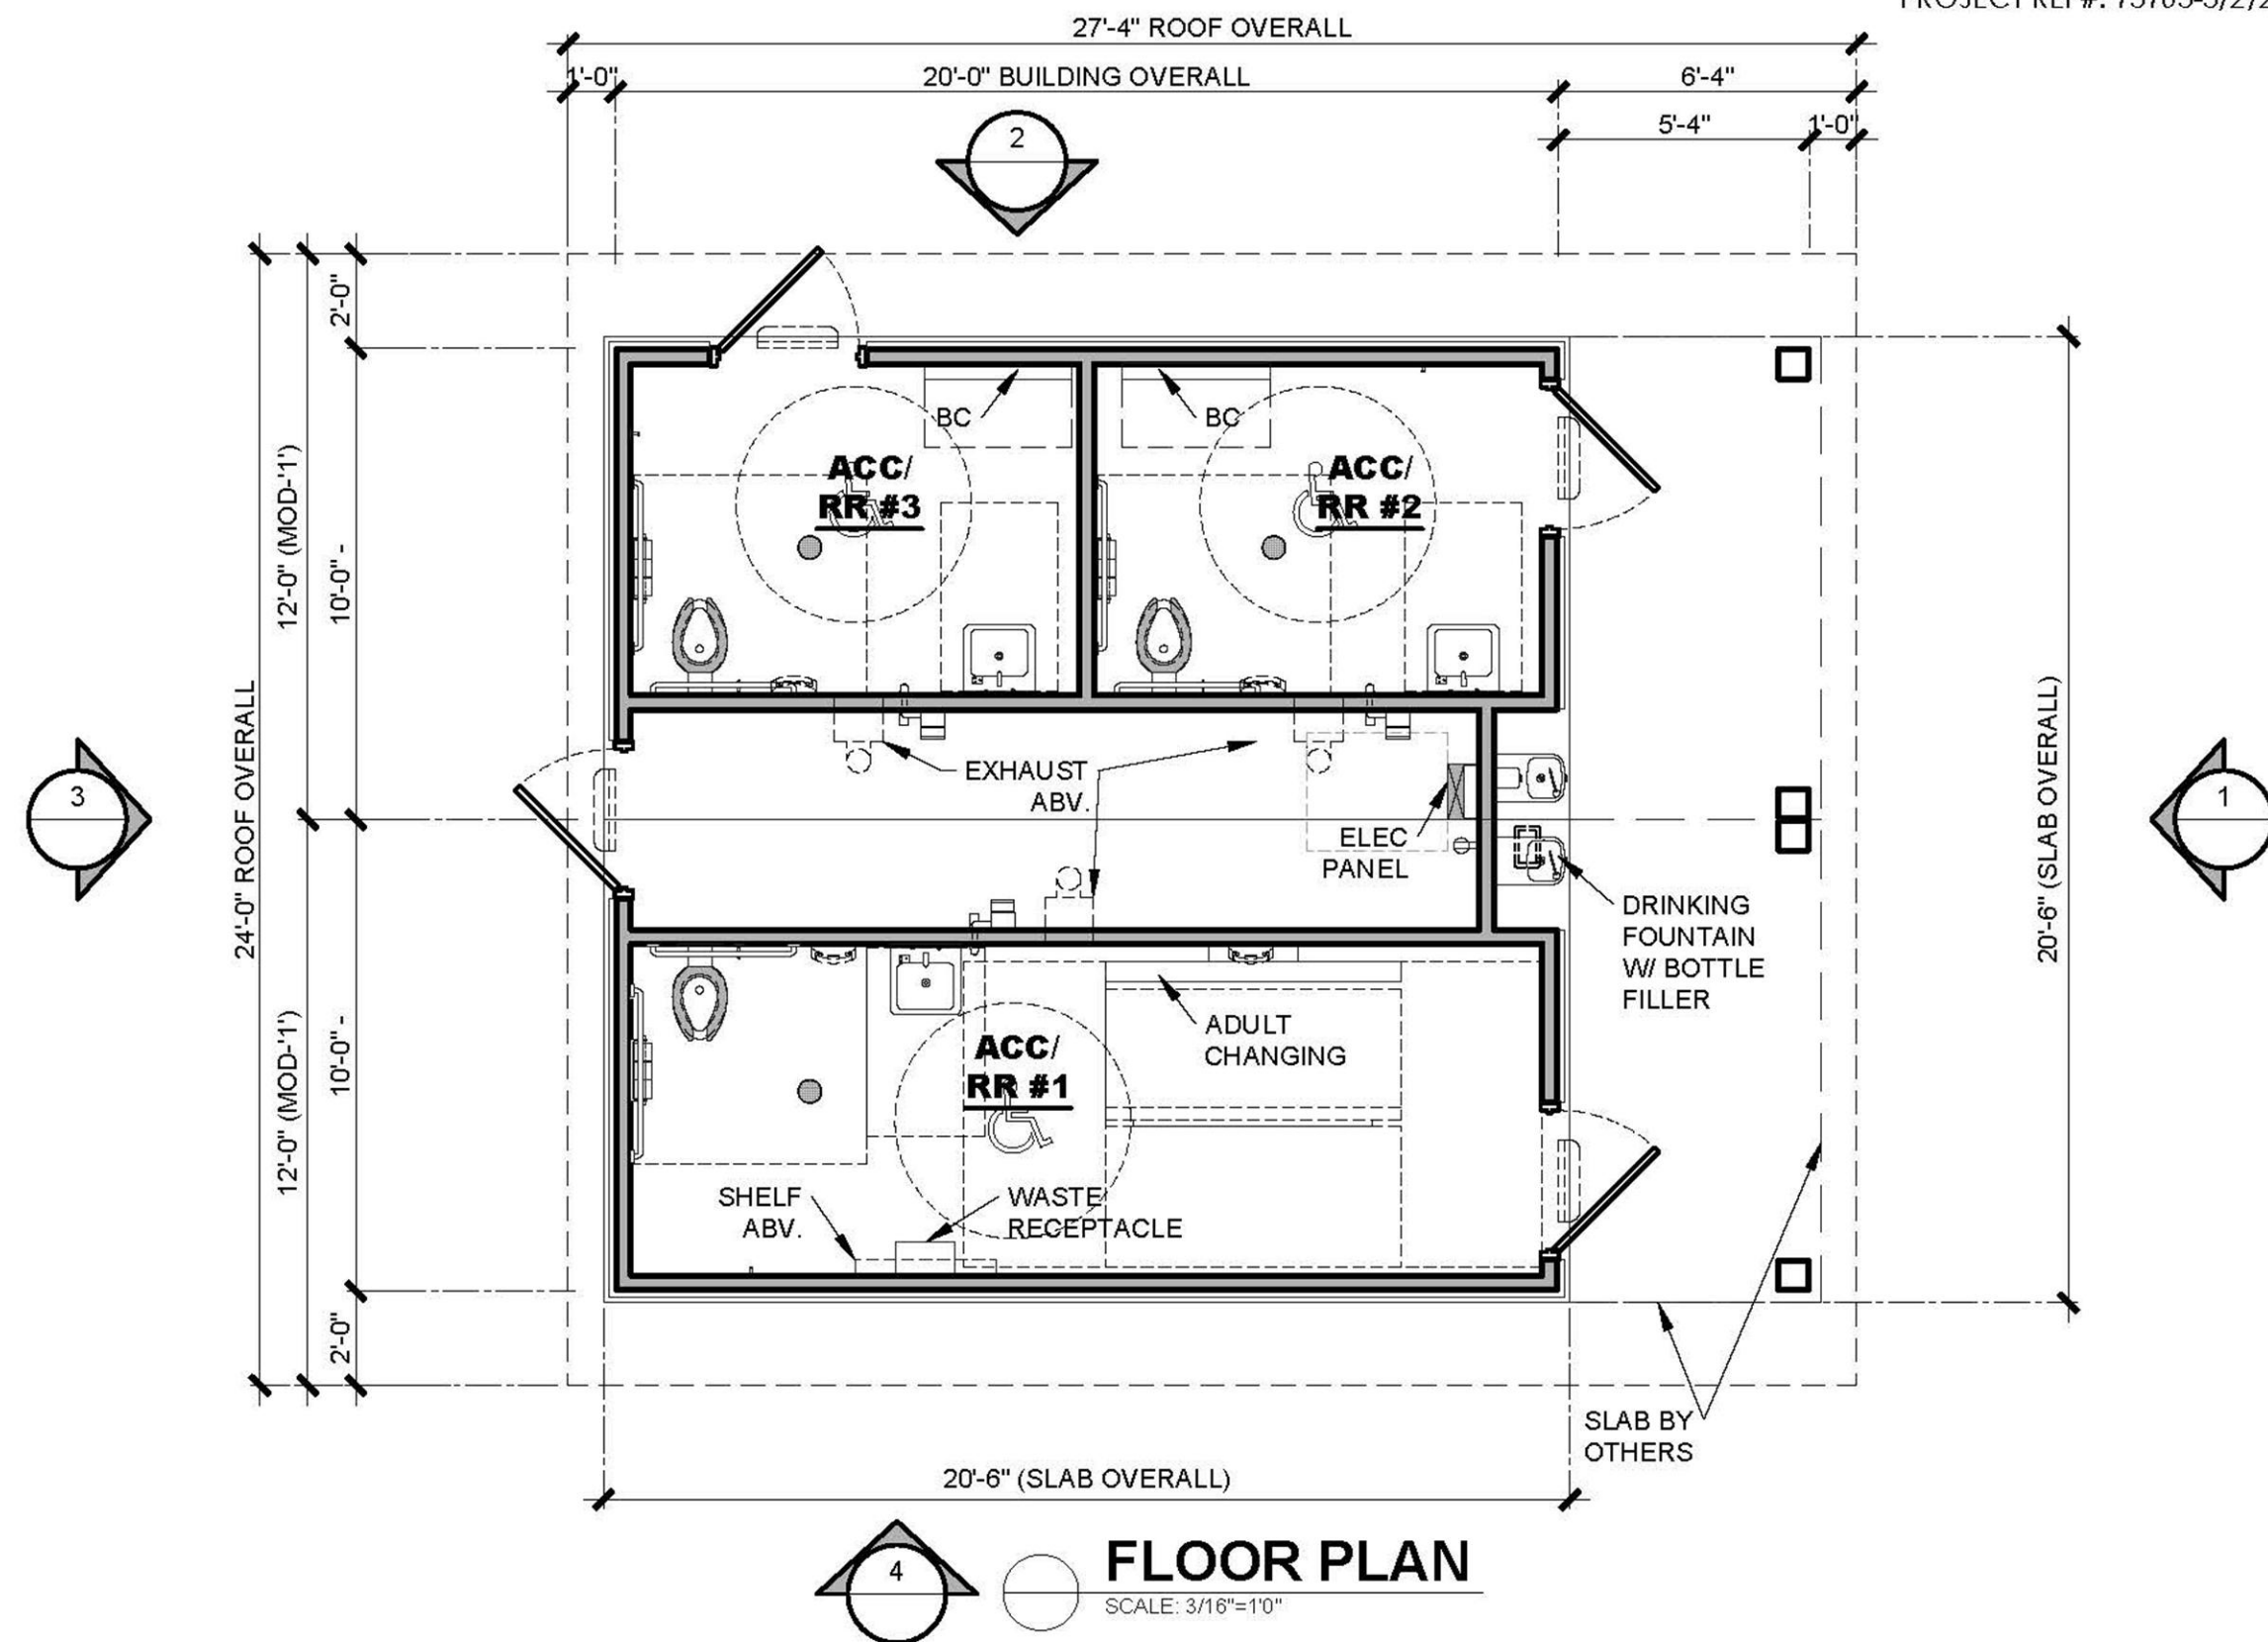 27'-4" ROOF OVERALL
1'-0"
20'-0" BUILDING OVERALL
6'-4"
5'-4"
1'-0"
2
2'-0"
12'-0" (MOD-'1')
10'-0" -
24'-0" ROOF OVERALL
12'-0" (MOD-'1')
10'-0" -
2'-0"
BC
BC
ACC/
RR #3
ACC/
RR #2
3
EXHAUST
ABV.
ELEC
PANEL
1
20'-6" (SLAB OVERALL)
DRINKING
FOUNTAIN
W/ BOTTLE
FILLER
ADULT
CHANGING
ACC/
RR #1
SHELF
ABV.
WASTE
RECEPTACLE
SLAB BY
OTHERS
20'-6" (SLAB OVERALL)
4
FLOOR PLAN
SCALE: 3/16"=1'0"